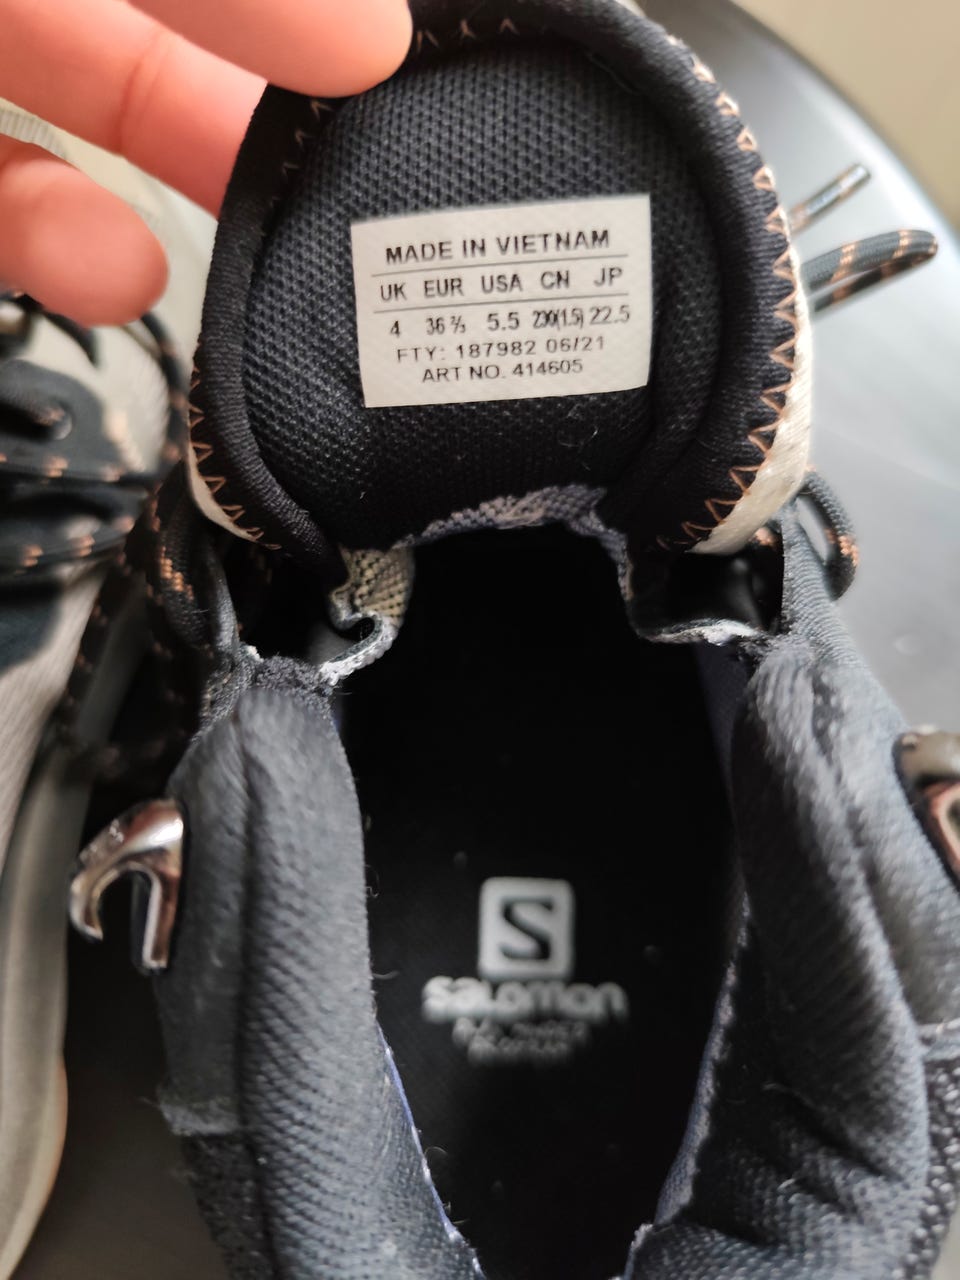 MADE IN VIETNAM
UK EUR USA CN JP
4 36 ⅔ 5.5 230(1.5) 22.5
FTY: 187982 06/21
ART NO. 414605
S
salomon